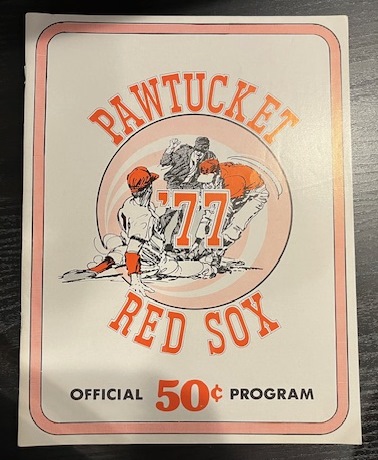 PAWTUCKET
'77
RED SOX
OFFICIAL 50¢ PROGRAM